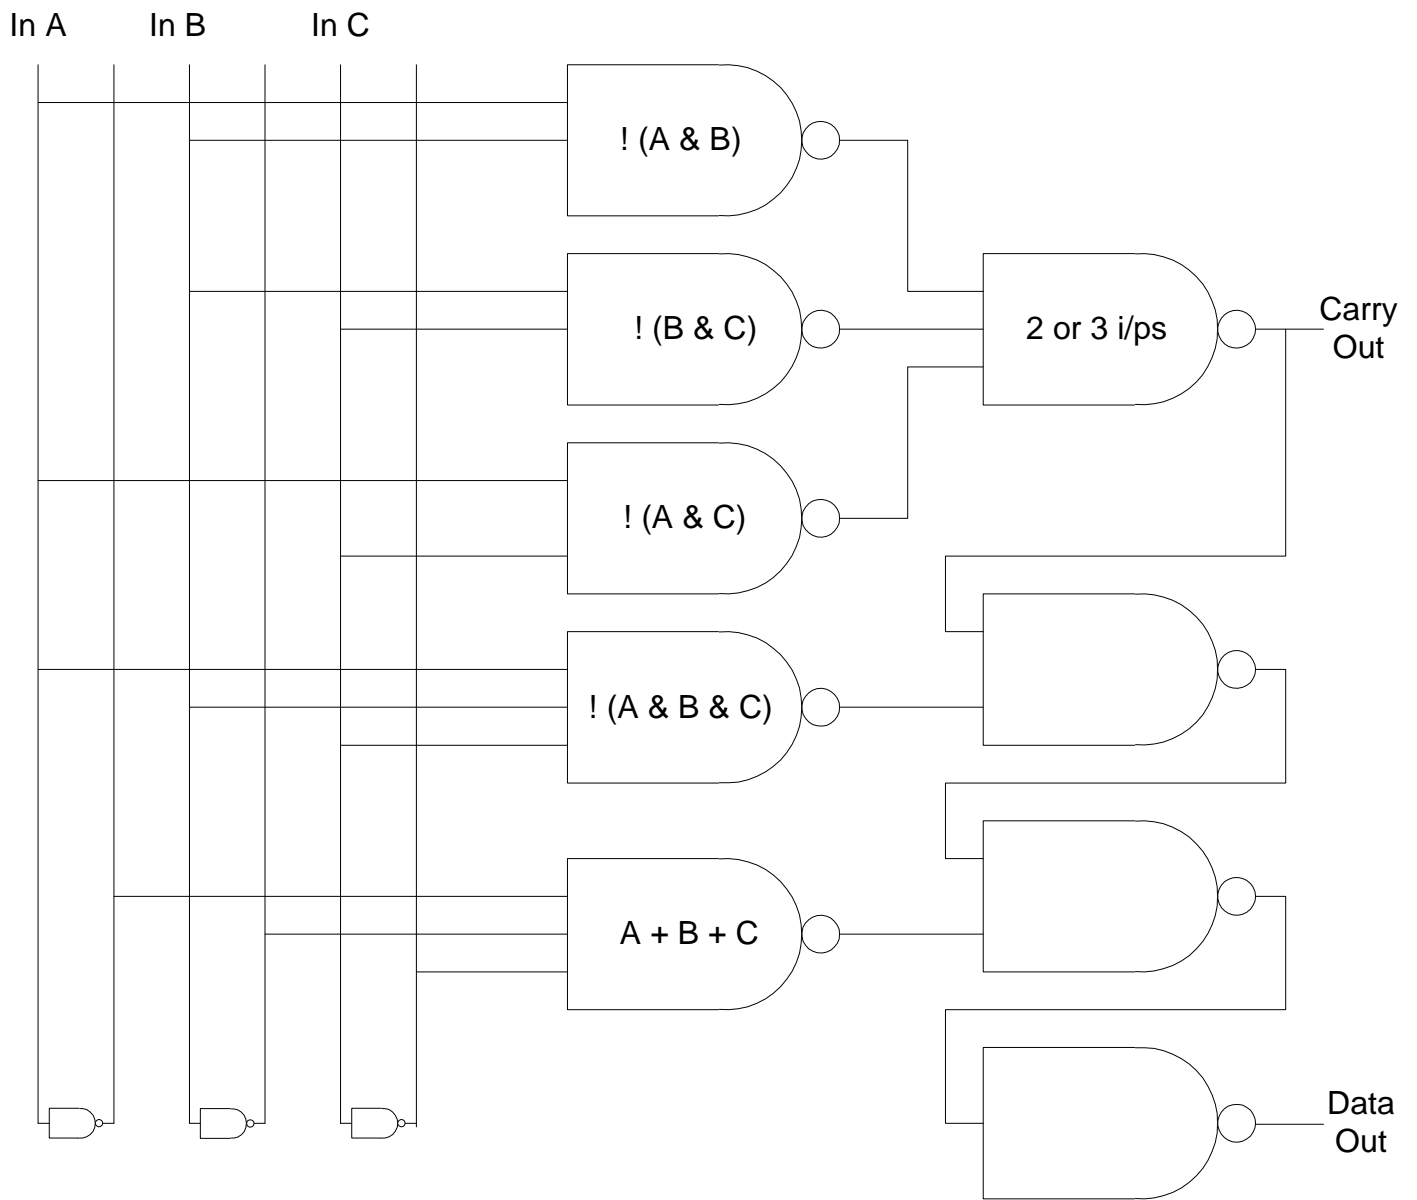 In A
In B
In C
! (A & B)
! (B & C)
2 or 3 i/ps
Carry
Out
! (A & C)
! (A & B & C)
A + B + C
Data
Out